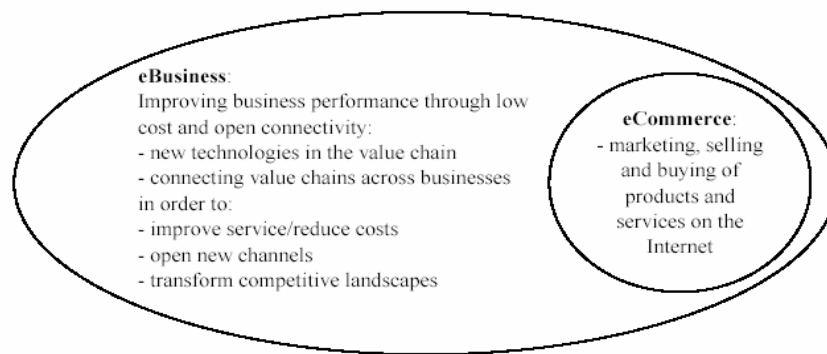 eBusiness:
Improving business performance through low
cost and open connectivity:
- new technologies in the value chain
- connecting value chains across businesses
in order to:
- improve service/reduce costs
- open new channels
- transform competitive landscapes
eCommerce:
- marketing, selling
and buying of
products and
services on the
Internet